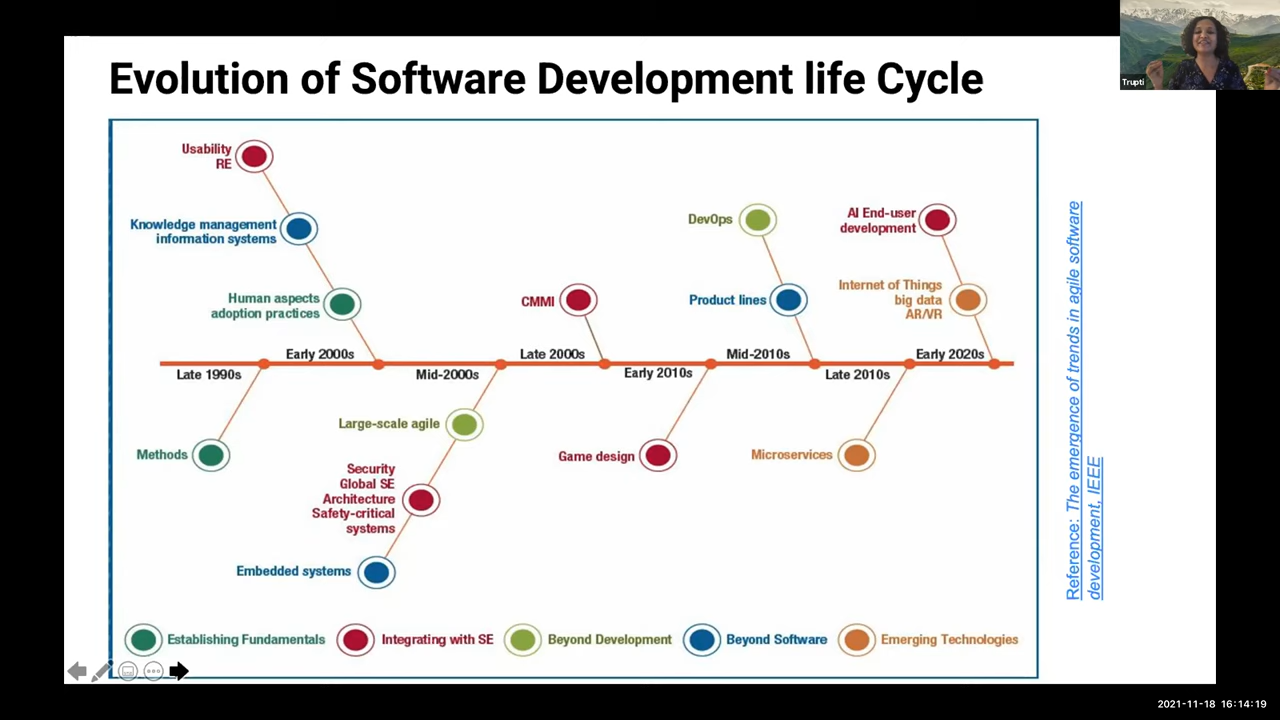 Evolution of Software Development life Cycle
Trupti
Usability
RE
Knowledge management
information systems
Human aspects
adoption practices
CMMI
DevOps
Product lines
AI End-user
development
Internet of Things
big data
AR/VR
Late 1990s
Early 2000s
Mid-2000s
Late 2000s
Early 2010s
Mid-2010s
Late 2010s
Early 2020s
Methods
Large-scale agile
Security
Global SE
Architecture
Safety-critical
systems
Embedded systems
Game design
Microservices
Establishing Fundamentals
Integrating with SE
Beyond Development
Beyond Software
Emerging Technologies
Reference: The emergence of trends in agile software
development, IEEE
2021-11-18 16:14:19